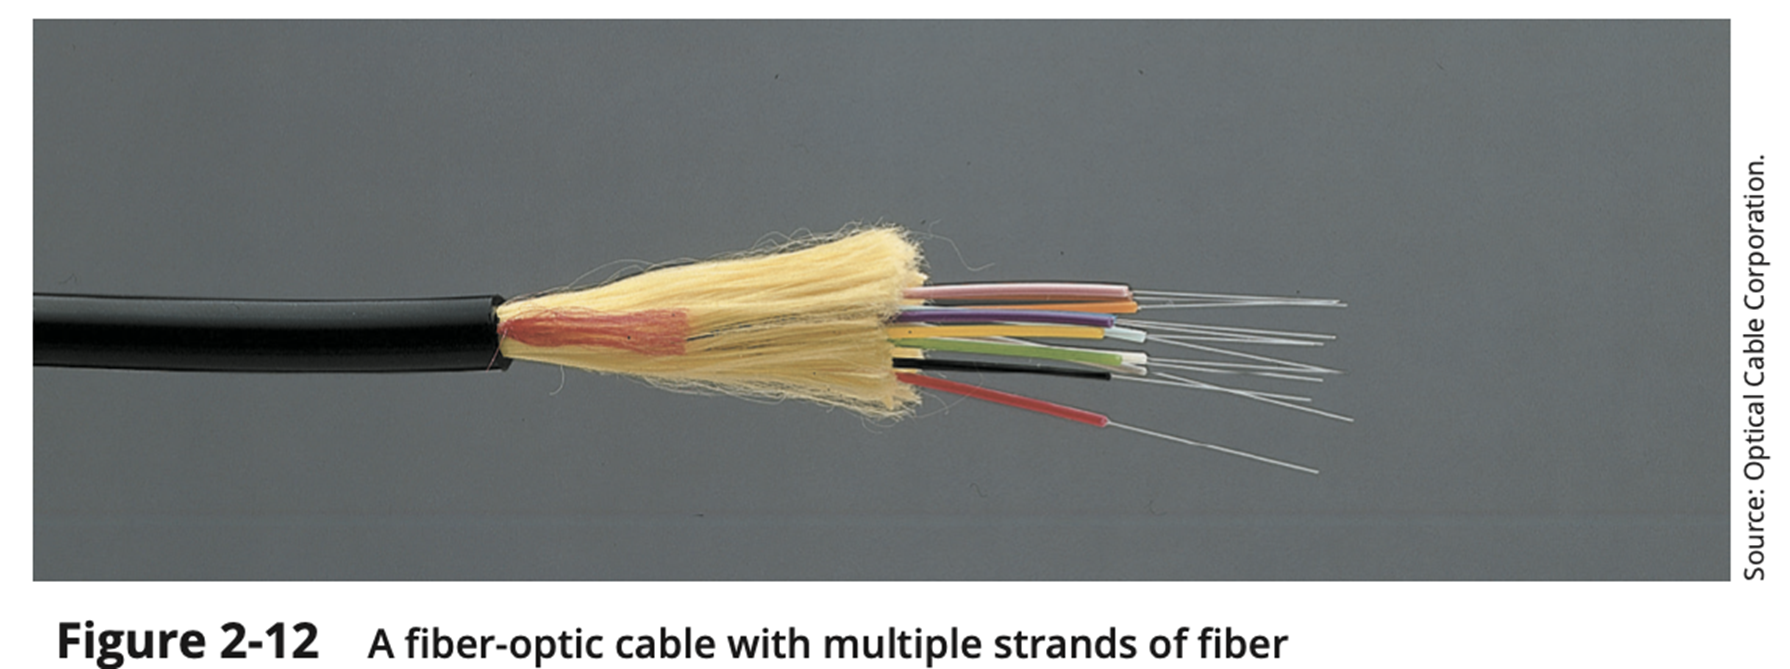 Source: Optical Cable Corporation.
Figure 2-12 A fiber-optic cable with multiple strands of fiber